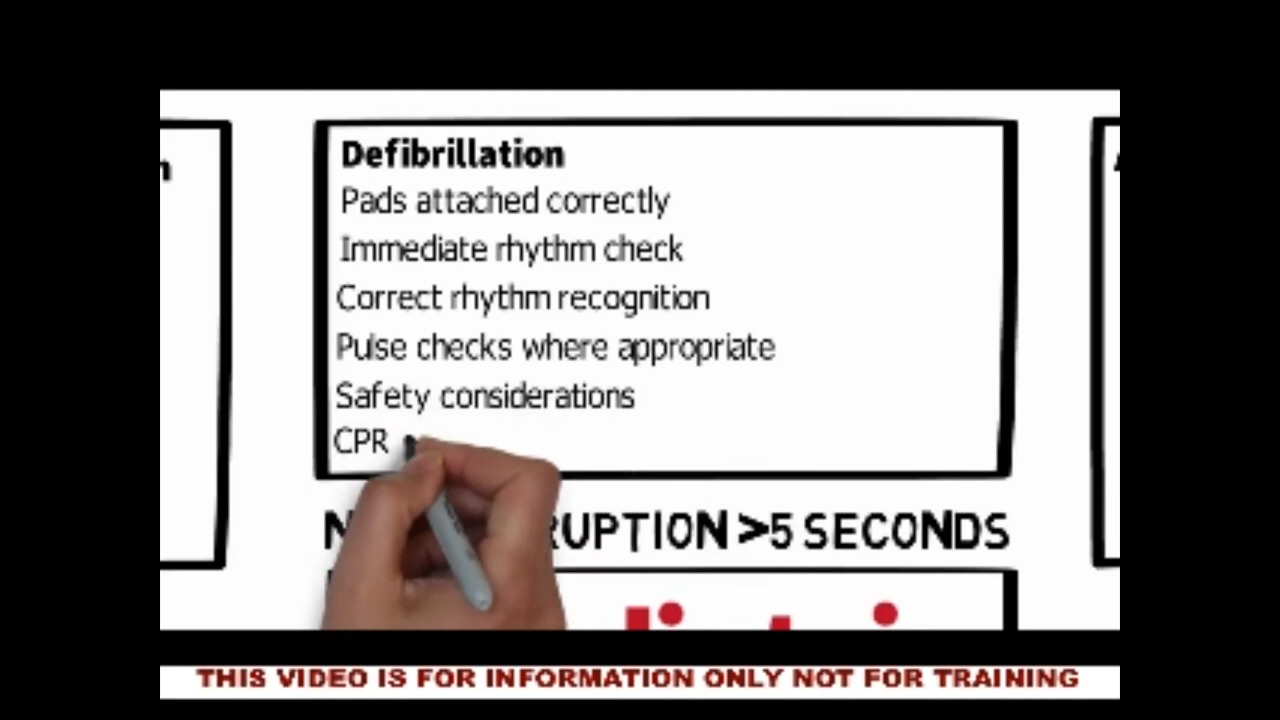 Defibrillation
Pads attached correctly
Immediate rhythm check
Correct rhythm recognition
Pulse checks where appropriate
Safety considerations
CPR
>5 SECONDS
THIS VIDEO IS FOR INFORMATION ONLY NOT FOR TRAINING